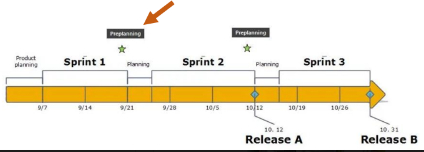 Preplanning
Preplanning
Product
planning
Sprint 1
Planning
Sprint 2
Planning
Sprint 3
9/7
9/14
9/21
9/28
10/5
10/12
10/19
10/26
10. 12
Release A
10. 31
Release B